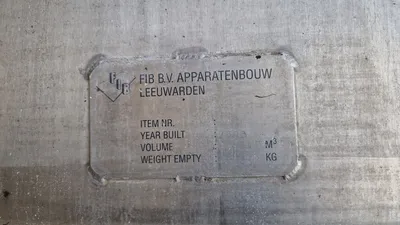 FIB B.V. APPARATENBOUW
LEEUWARDEN
ITEM NR.
YEAR BUILT
VOLUME M³
WEIGHT EMPTY KG